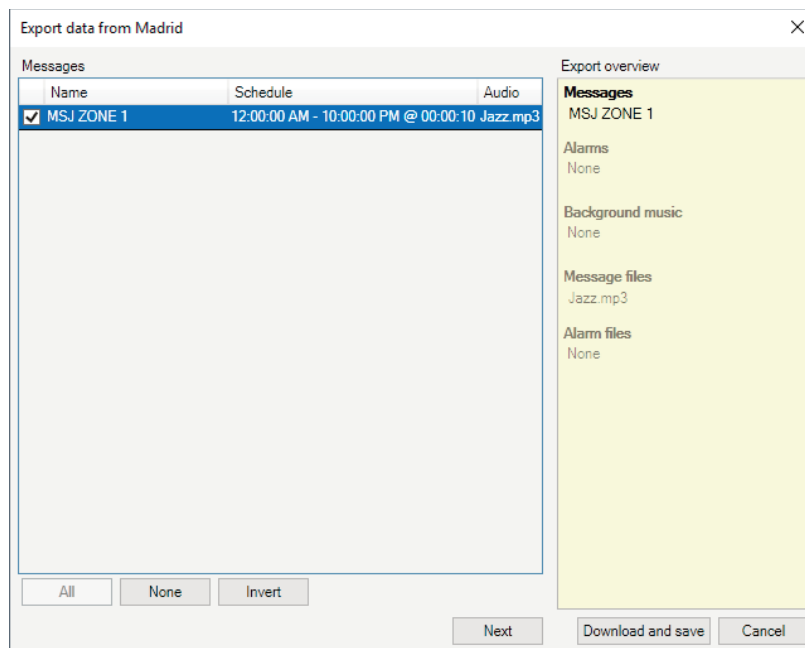 Export data from Madrid
Messages
Name Schedule Audio
MSJ ZONE 1 12:00:00 AM - 10:00:00 PM @ 00:00:10 Jazz.mp3
All None Invert
Export overview
Messages
MSJ ZONE 1
Alarms
None
Background music
None
Message files
Jazz.mp3
Alarm files
None
Next Download and save Cancel